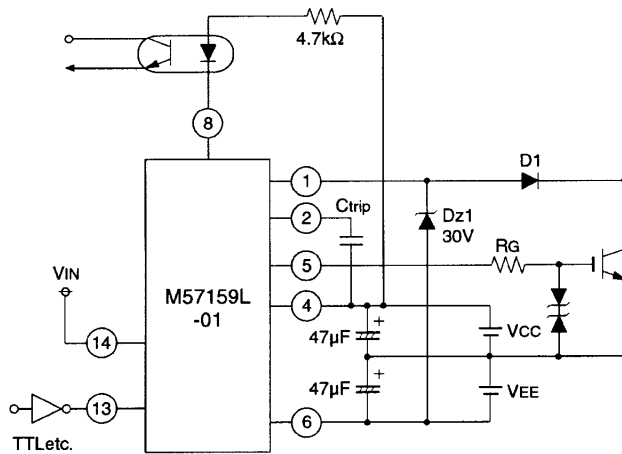 4.7kΩ
8
D1
1
2
Ctrip
Dz1
30V
5
RG
VIN
M57159L
-01
4
+
47µF
VCC
14
+
47µF
VEE
13
6
TTLetc.